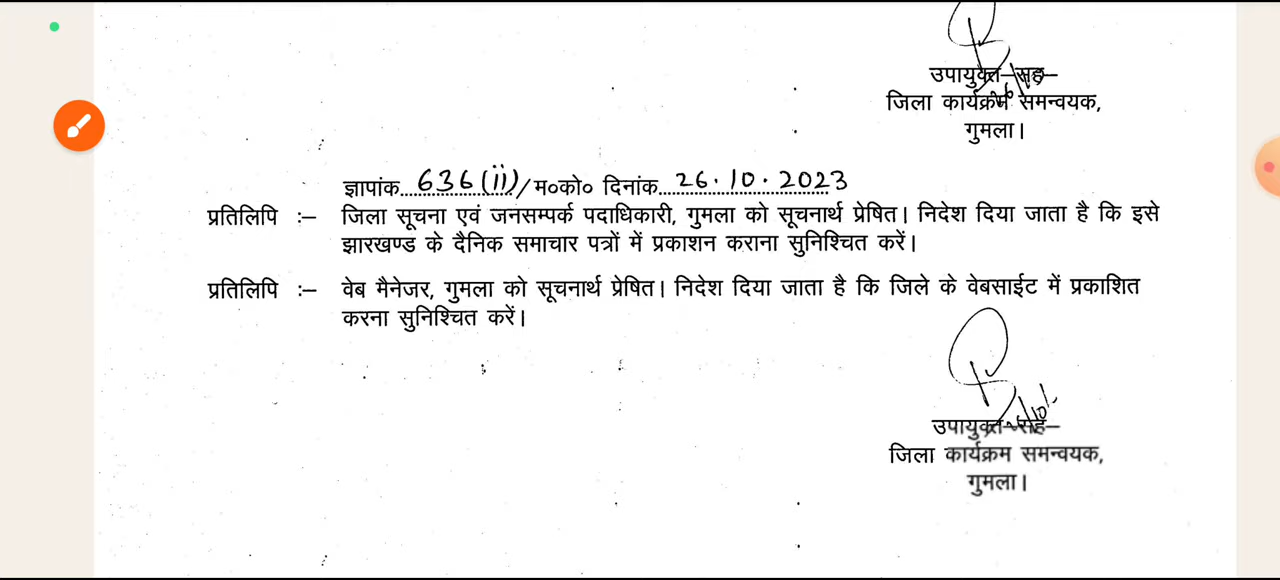 उपायुक्त–सह–
जिला कार्यक्रम समन्वयक,
गुमला।
ज्ञापांक...636(ii)/म०को० दिनांक...26.10.2023
प्रतिलिपि :– जिला सूचना एवं जनसम्पर्क पदाधिकारी, गुमला को सूचनार्थ प्रेषित। निदेश दिया जाता है कि इसे
झारखण्ड के दैनिक समाचार पत्रों में प्रकाशन कराना सुनिश्चित करें।
प्रतिलिपि :– वेब मैनेजर, गुमला को सूचनार्थ प्रेषित। निदेश दिया जाता है कि जिले के वेबसाईट में प्रकाशित
करना सुनिश्चित करें।
उपायुक्त–सह–
जिला कार्यक्रम समन्वयक,
गुमला।